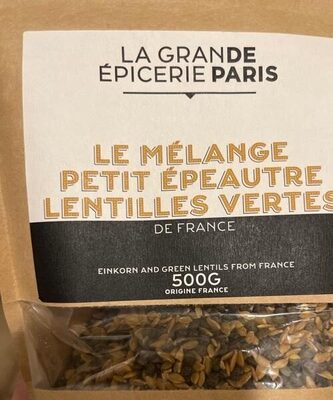 LA GRANDE
ÉPICERIE PARIS
LE MÉLANGE
PETIT ÉPEAUTRE
LENTILLES VERTES
DE FRANCE
EINKORN AND GREEN LENTILS FROM FRANCE
500G
ORIGINE FRANCE